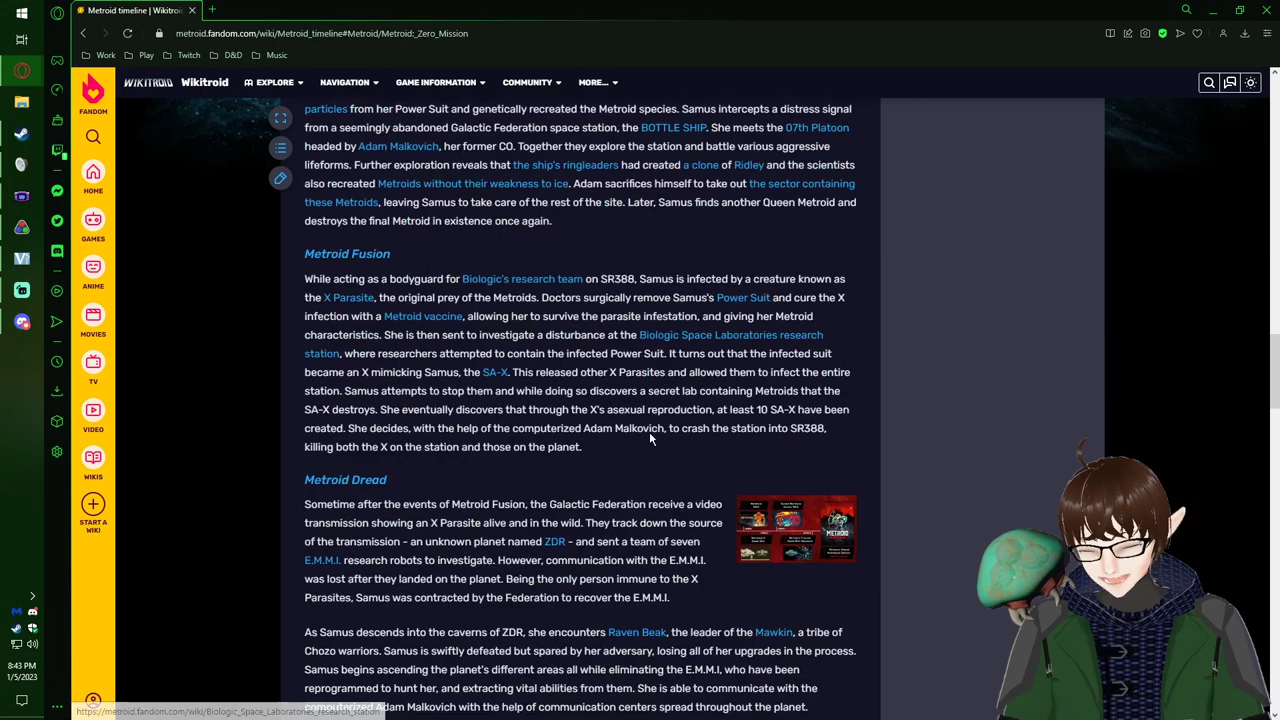 Metroid timeline | Wikitroid
metroid.fandom.com/wiki/Metroid_timeline#Metroid/Metroid:_Zero_Mission
Work
Play
Twitch
D&D
Music
FANDOM
WIKITROID
Wikitroid
EXPLORE
NAVIGATION
GAME INFORMATION
COMMUNITY
MORE...
HOME
GAMES
ANIME
MOVIES
TV
VIDEO
WIKIS
START A
WIKI
particles from her Power Suit and genetically recreated the Metroid species. Samus intercepts a distress signal
from a seemingly abandoned Galactic Federation space station, the BOTTLE SHIP. She meets the 07th Platoon
headed by Adam Malkovich, her former CO. Together they explore the station and battle various aggressive
lifeforms. Further exploration reveals that the ship's ringleaders had created a clone of Ridley and the scientists
also recreated Metroids without their weakness to ice. Adam sacrifices himself to take out the sector containing
these Metroids, leaving Samus to take care of the rest of the site. Later, Samus finds another Queen Metroid and
destroys the final Metroid in existence once again.
Metroid Fusion
While acting as a bodyguard for Biologic's research team on SR388, Samus is infected by a creature known as
the X Parasite, the original prey of the Metroids. Doctors surgically remove Samus's Power Suit and cure the X
infection with a Metroid vaccine, allowing her to survive the parasite infestation, and giving her Metroid
characteristics. She is then sent to investigate a disturbance at the Biologic Space Laboratories research
station, where researchers attempted to contain the infected Power Suit. It turns out that the infected suit
became an X mimicking Samus, the SA-X. This released other X Parasites and allowed them to infect the entire
station. Samus attempts to stop them and while doing so discovers a secret lab containing Metroids that the
SA-X destroys. She eventually discovers that through the X's asexual reproduction, at least 10 SA-X have been
created. She decides, with the help of the computerized Adam Malkovich, to crash the station into SR388,
killing both the X on the station and those on the planet.
Metroid Dread
Sometime after the events of Metroid Fusion, the Galactic Federation receive a video
transmission showing an X Parasite alive and in the wild. They track down the source
of the transmission - an unknown planet named ZDR - and sent a team of seven
E.M.M.I. research robots to investigate. However, communication with the E.M.M.I.
was lost after they landed on the planet. Being the only person immune to the X
Parasites, Samus was contracted by the Federation to recover the E.M.M.I.
As Samus descends into the caverns of ZDR, she encounters Raven Beak, the leader of the Mawkin, a tribe of
Chozo warriors. Samus is swiftly defeated but spared by her adversary, losing all of her upgrades in the process.
Samus begins ascending the planet's different areas all while eliminating the E.M.M.I, who have been
reprogrammed to hunt her, and extracting vital abilities from them. She is able to communicate with the
computerized Adam Malkovich with the help of communication centers spread throughout the planet.
https://metroid.fandom.com/wiki/Biologic_Space_Laboratories_research_station
8:43 PM
1/5/2023